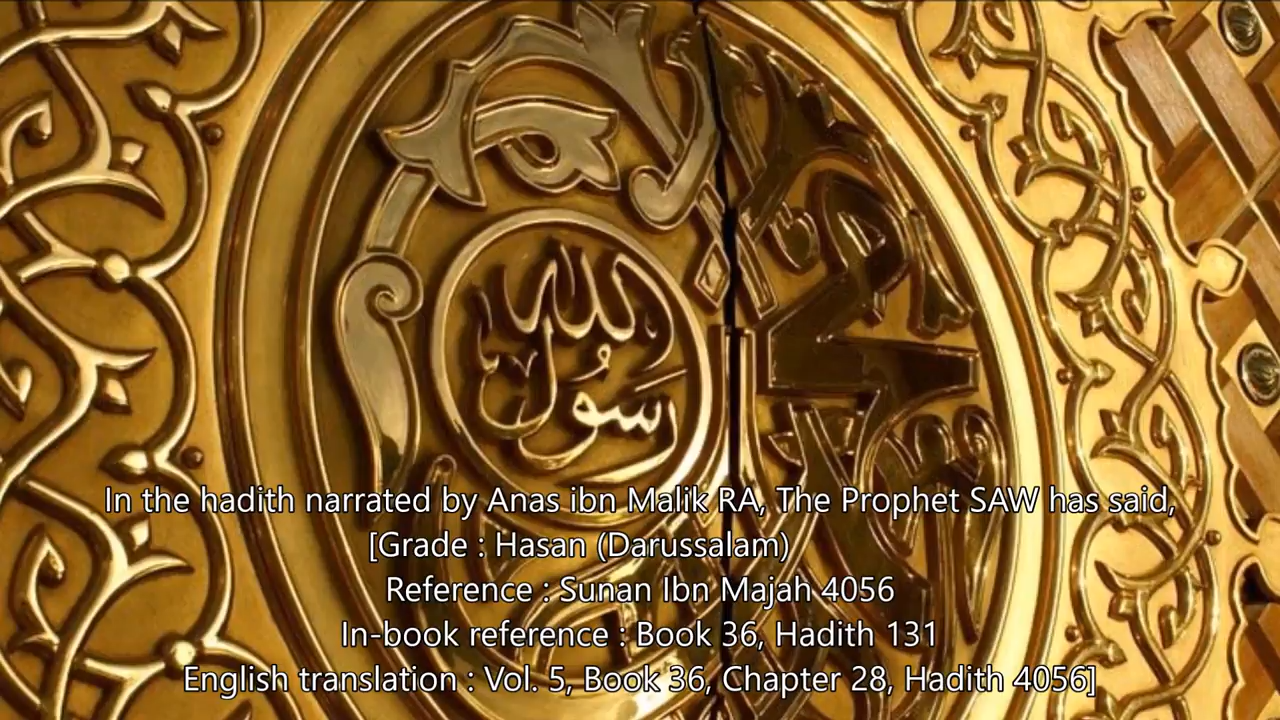 الله
رسول
In the hadith narrated by Anas ibn Malik RA, The Prophet SAW has said,
[Grade : Hasan (Darussalam)
Reference : Sunan Ibn Majah 4056
In-book reference : Book 36, Hadith 131
English translation : Vol. 5, Book 36, Chapter 28, Hadith 4056]